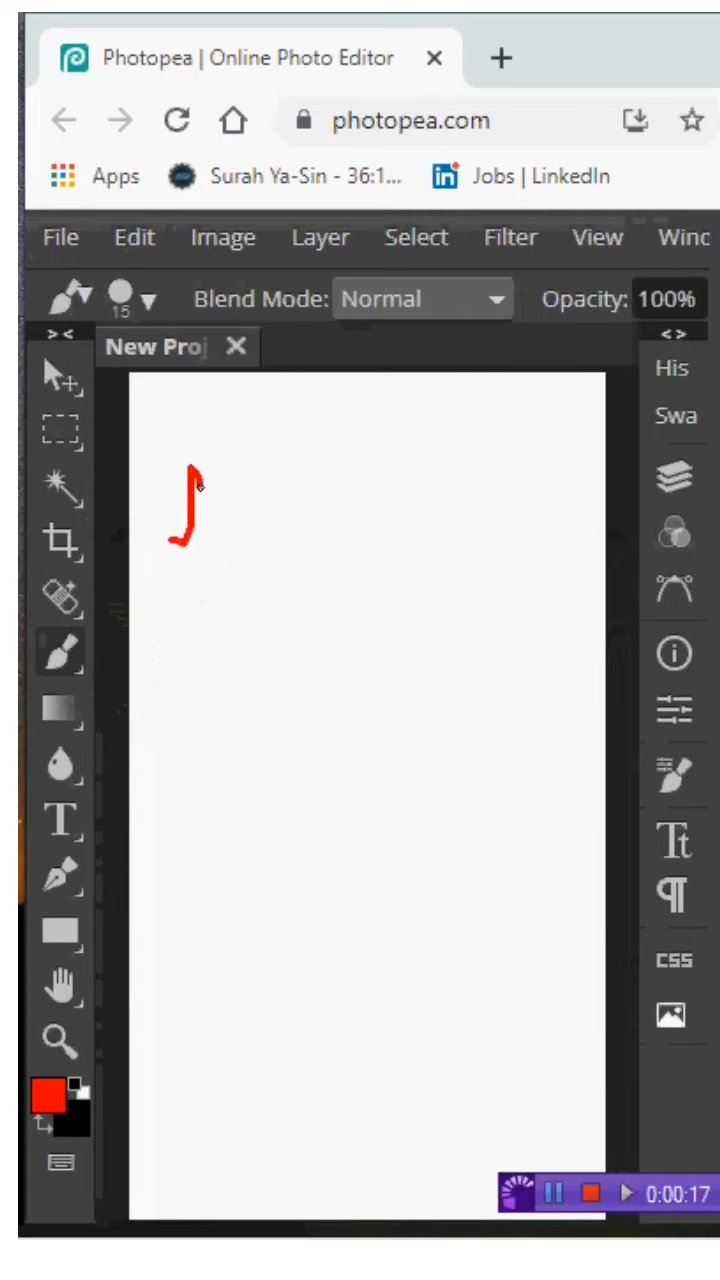 Photopea | Online Photo Editor
photopea.com
Apps Surah Ya-Sin - 36:1... Jobs | LinkedIn
File Edit Image Layer Select Filter View Winc
15 Blend Mode: Normal Opacity: 100%
> < New Proj < >
His
Swa
CSS
0:00:17